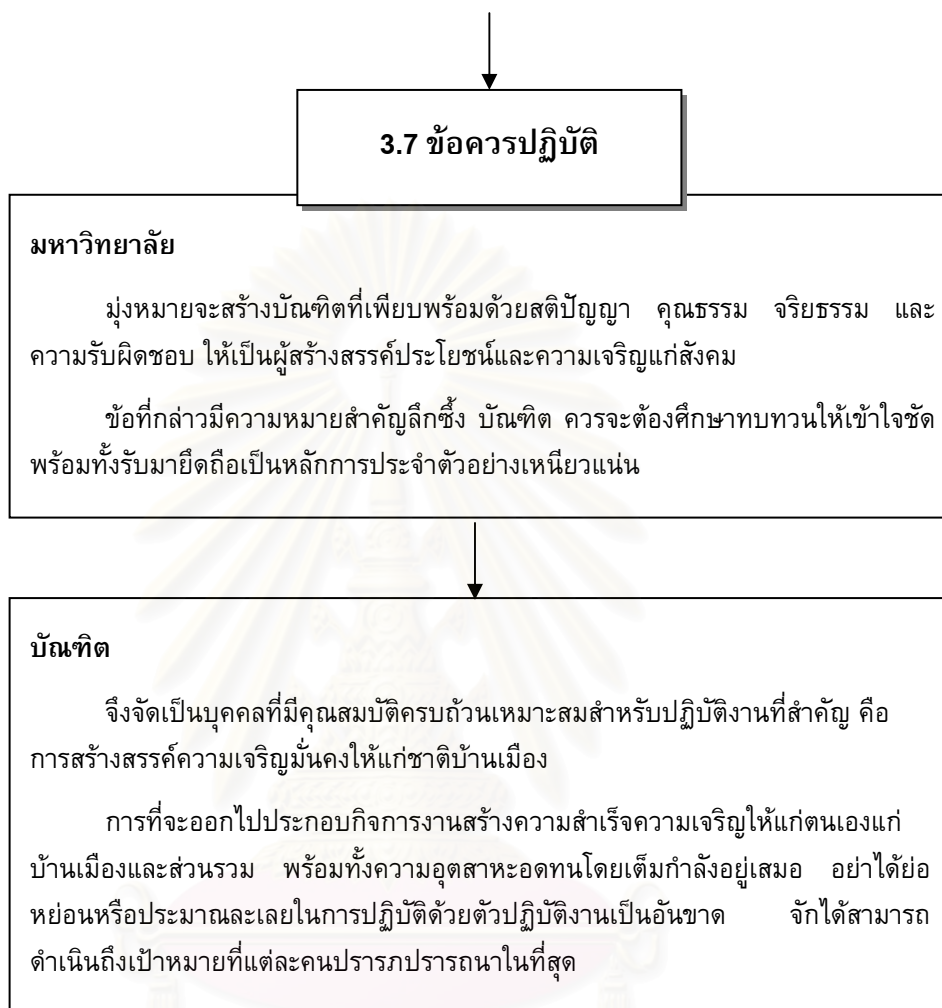 3.7 ข้อควรปฏิบัติ
มหาวิทยาลัย
มุ่งหมายจะสร้างบัณฑิตที่เพียบพร้อมด้วยสติปัญญา คุณธรรม จริยธรรม และ
ความรับผิดชอบ ให้เป็นผู้สร้างสรรค์ประโยชน์และความเจริญแก่สังคม
ข้อที่กล่าวมีความหมายสำคัญลึกซึ้ง บัณฑิต ควรจะต้องศึกษาทบทวนให้เข้าใจชัด
พร้อมทั้งรับมายึดถือเป็นหลักการประจำตัวอย่างเหนียวแน่น
บัณฑิต
จึงจัดเป็นบุคคลที่มีคุณสมบัติครบถ้วนเหมาะสมสำหรับปฏิบัติงานที่สำคัญ คือ
การสร้างสรรค์ความเจริญมั่นคงให้แก่ชาติบ้านเมือง
การที่จะออกไปประกอบกิจการงานสร้างความสำเร็จความเจริญให้แก่ตนเองแก่
บ้านเมืองและส่วนรวม พร้อมทั้งความอุตสาหะอดทนโดยเต็มกำลังอยู่เสมอ อย่าได้ย่อ
หย่อนหรือประมาณละเลยในการปฏิบัติด้วยตัวปฏิบัติงานเป็นอันขาด จักได้สามารถ
ดำเนินถึงเป้าหมายที่แต่ละคนปรารภปรารถนาในที่สุด